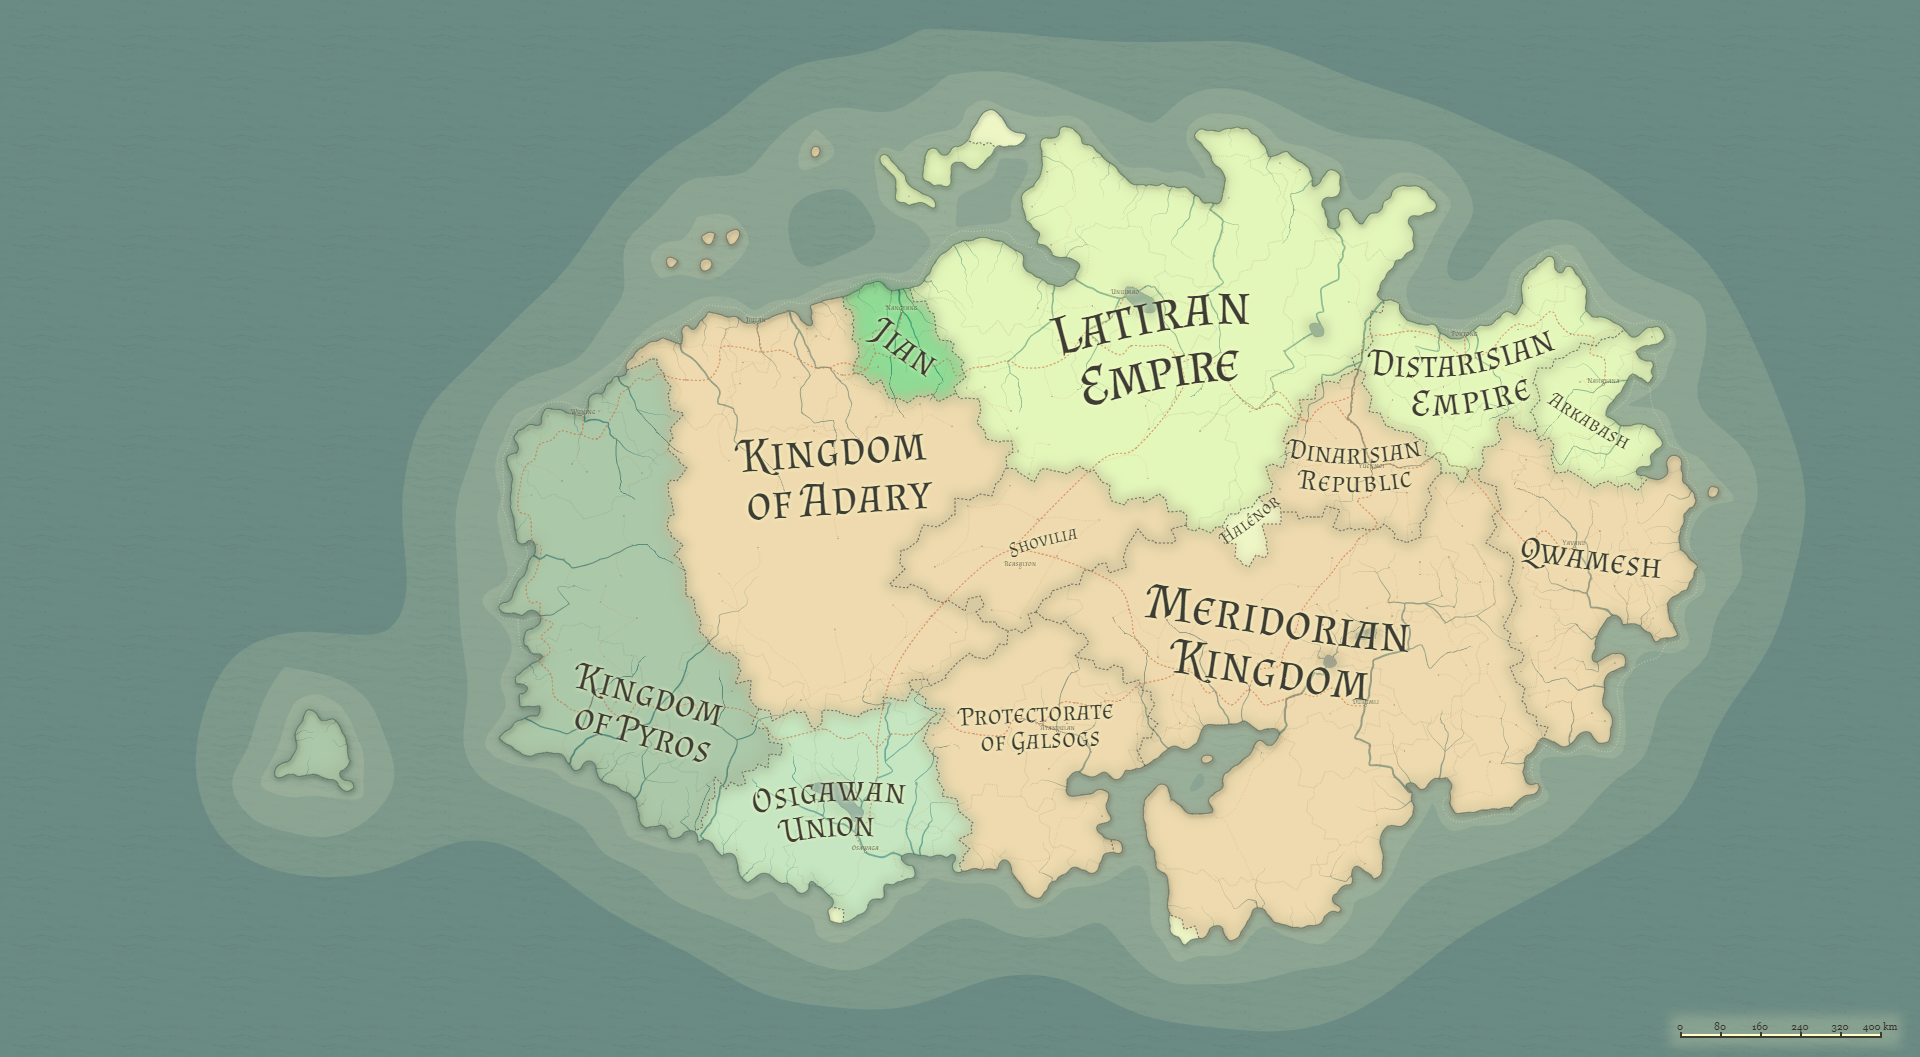 Jian
Latiran
Empire
Distarisian
Empire
Arkabash
Kingdom
of Adary
Dinarisian
Republic
Halenor
Shovilia
Qwamesh
Meridorian
Kingdom
Kingdom
of Pyros
Protectorate
of Galsogs
Osigawan
Union
0 80 160 240 320 400 km